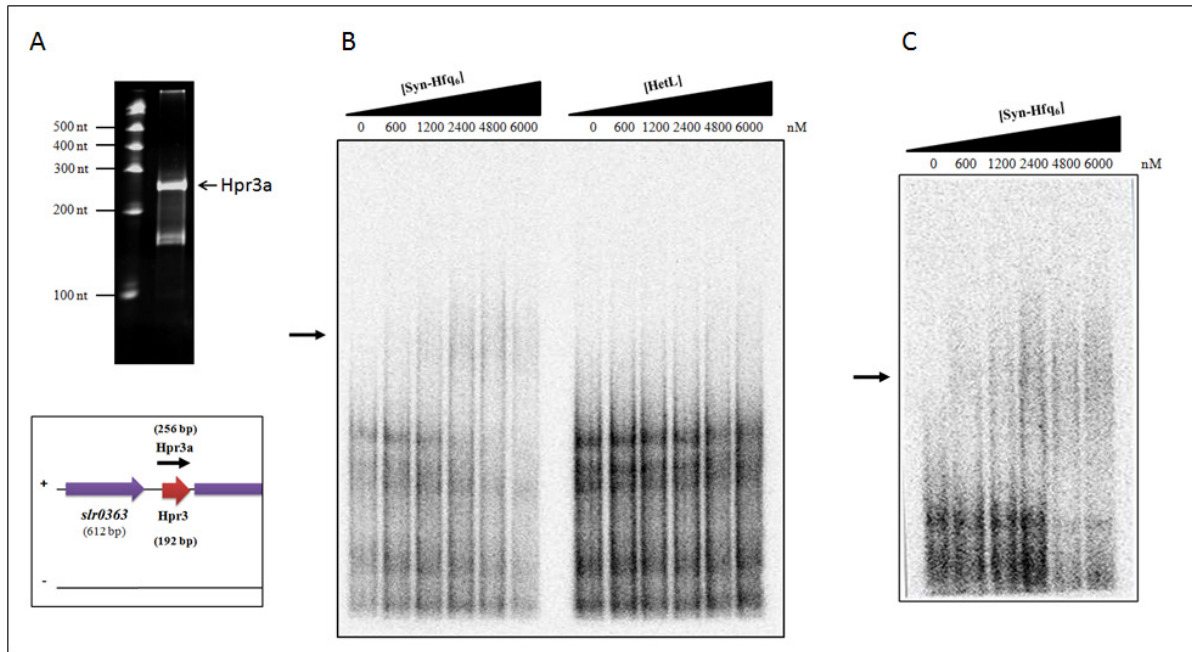 A
500 nt
400 nt
300 nt
200 nt
100 nt
←Hpr3a
(256 bp)
Hpr3a
+
slr0363
(612 bp)
Hpr3
(192 bp)
-
B
[Syn-Hfq₆]
0 600 1200 2400 4800 6000
[HetL]
0 600 1200 2400 4800 6000 nM
C
[Syn-Hfq₆]
0 600 1200 2400 4800 6000 nM